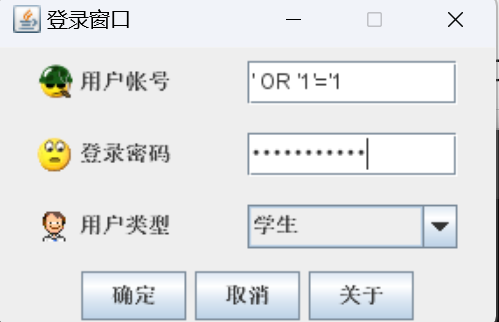 登录窗口
用户帐号 ' OR '1'='1
登录密码 •••••••••••
用户类型 学生
确定 取消 关于